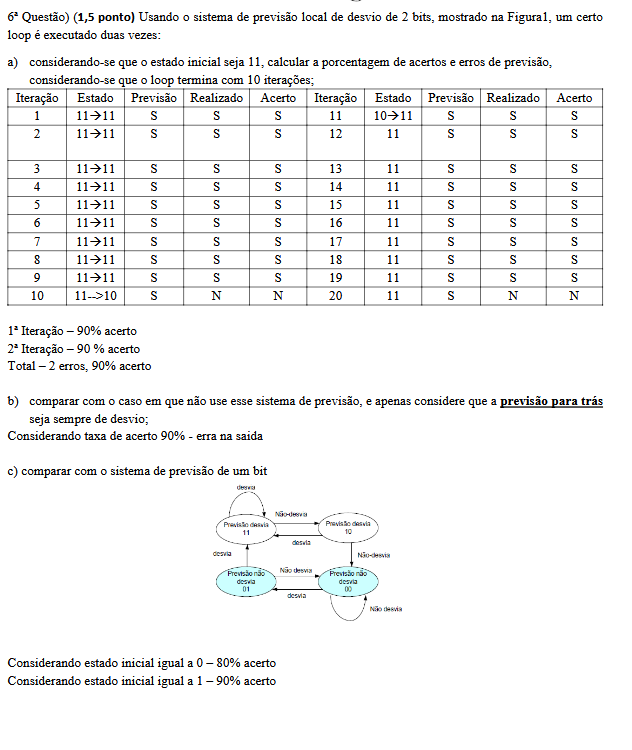 6ª Questão) (1,5 ponto) Usando o sistema de previsão local de desvio de 2 bits, mostrado na Figura1, um certo
loop é executado duas vezes:
a) considerando-se que o estado inicial seja 11, calcular a porcentagem de acertos e erros de previsão,
considerando-se que o loop termina com 10 iterações;
Iteração Estado Previsão Realizado Acerto Iteração Estado Previsão Realizado Acerto
1 11→11 S S S 11 10→11 S S S
2 11→11 S S S 12 11 S S S
3 11→11 S S S 13 11 S S S
4 11→11 S S S 14 11 S S S
5 11→11 S S S 15 11 S S S
6 11→11 S S S 16 11 S S S
7 11→11 S S S 17 11 S S S
8 11→11 S S S 18 11 S S S
9 11→11 S S S 19 11 S S S
10 11-->10 S N N 20 11 S N N
1ª Iteração – 90% acerto
2ª Iteração – 90 % acerto
Total – 2 erros, 90% acerto
b) comparar com o caso em que não use esse sistema de previsão, e apenas considere que a previsão para trás
seja sempre de desvio;
Considerando taxa de acerto 90% - erra na saida
c) comparar com o sistema de previsão de um bit
desvia
Não-desvia
Previsão desvia
11
Previsão desvia
10
desvia
desvia
Não-desvia
Previsão não
desvia
01
Não desvia
Previsão não
desvia
00
desvia
Não desvia
Considerando estado inicial igual a 0 – 80% acerto
Considerando estado inicial igual a 1 – 90% acerto